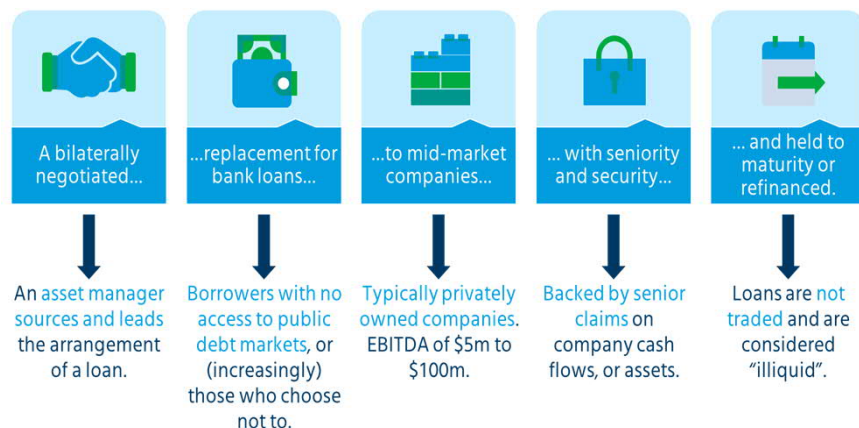 A bilaterally
negotiated...
...replacement for
bank loans...
...to mid-market
companies...
... with seniority
and security...
... and held to
maturity or
refinanced.
An asset manager
sources and leads
the arrangement
of a loan.
Borrowers with no
access to public
debt markets, or
(increasingly)
those who choose
not to.
Typically privately
owned companies.
EBITDA of $5m to
$100m.
Backed by senior
claims on
company cash
flows, or assets.
Loans are not
traded and are
considered
“illiquid”.